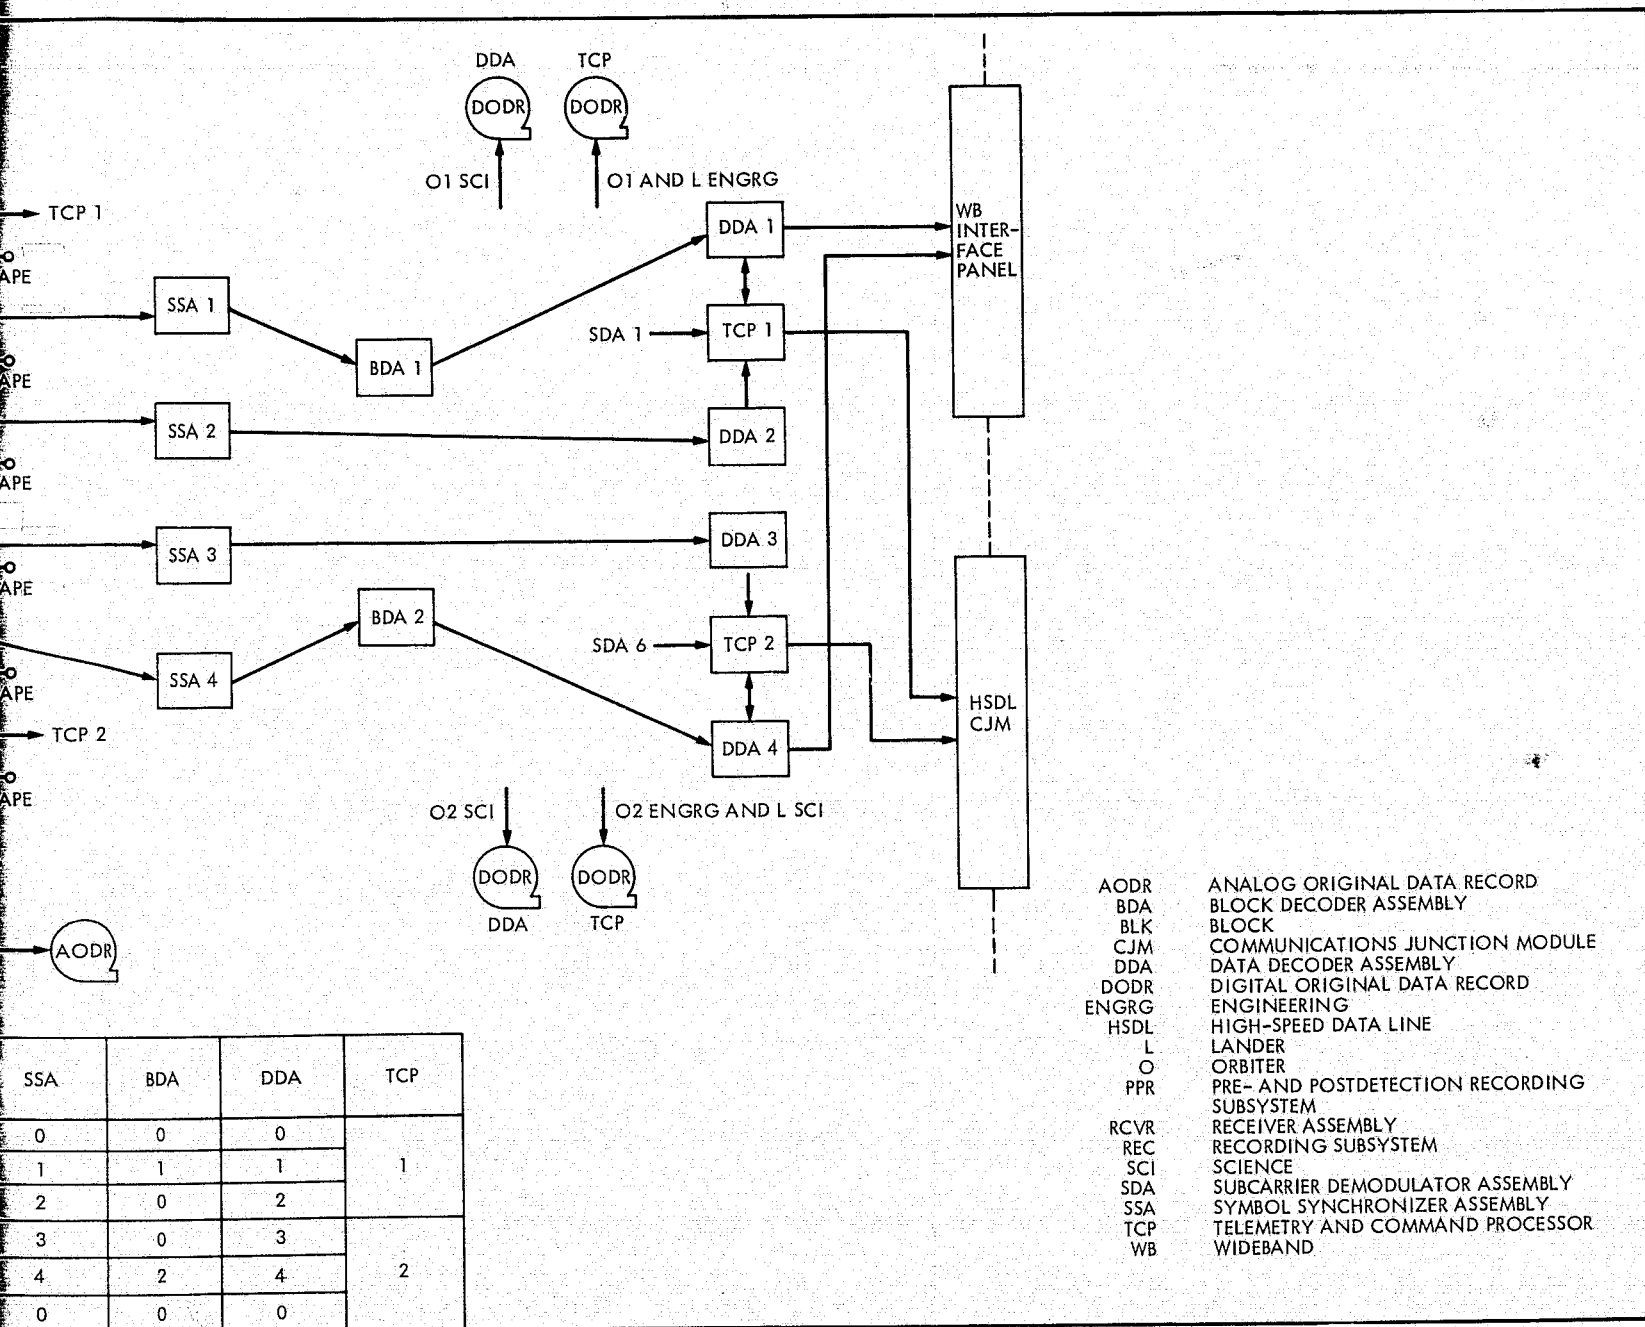 DDA TCP
DODR DODR
O1 SCI O1 AND L ENGRG
TCP 1
DDA 1
WB
INTER-
FACE
PANEL
APE
SSA 1
SDA 1 TCP 1
BDA 1
APE
SSA 2
DDA 2
APE
DDA 3
SSA 3
APE
BDA 2
SDA 6 TCP 2
SSA 4
APE
HSDL
CJM
TCP 2
DDA 4
APE
O2 SCI O2 ENGRG AND L SCI
DODR DODR
DDA TCP
AODR
AODR ANALOG ORIGINAL DATA RECORD
BDA BLOCK DECODER ASSEMBLY
BLK BLOCK
CJM COMMUNICATIONS JUNCTION MODULE
DDA DATA DECODER ASSEMBLY
DODR DIGITAL ORIGINAL DATA RECORD
ENGRG ENGINEERING
HSDL HIGH-SPEED DATA LINE
L LANDER
O ORBITER
PPR PRE- AND POSTDETECTION RECORDING
SUBSYSTEM
RCVR RECEIVER ASSEMBLY
REC RECORDING SUBSYSTEM
SCI SCIENCE
SDA SUBCARRIER DEMODULATOR ASSEMBLY
SSA SYMBOL SYNCHRONIZER ASSEMBLY
TCP TELEMETRY AND COMMAND PROCESSOR
WB WIDEBAND
SSA BDA DDA TCP
0 0 0
1 1 1 1
2 0 2
3 0 3
4 2 4 2
0 0 0